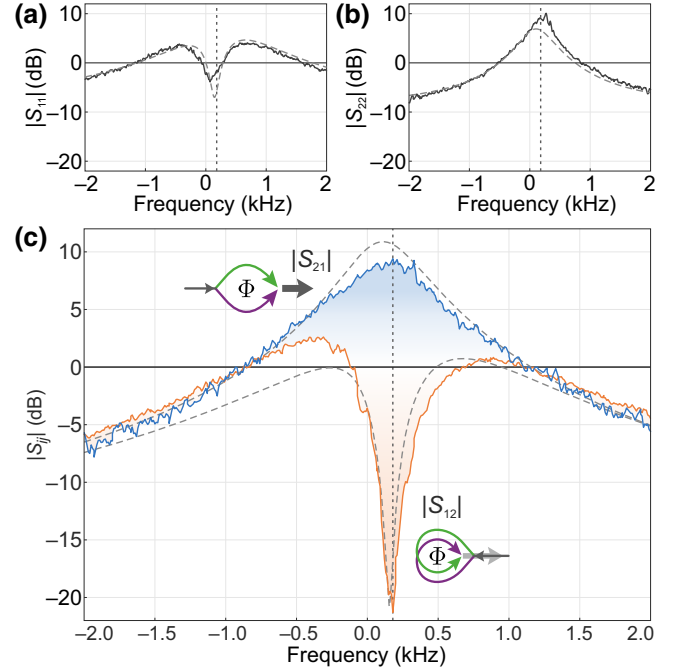 (a)
10
0
−10
−20
|S₁₁| (dB)
−2 −1 0 1 2
Frequency (kHz)
(b)
10
0
−10
−20
|S₂₂| (dB)
−2 −1 0 1 2
Frequency (kHz)
(c)
10
5
0
−5
−10
−15
−20
|Sᵢⱼ| (dB)
|S₂₁|
Φ
|S₁₂|
Φ
−2.0 −1.5 −1.0 −0.5 0.0 0.5 1.0 1.5 2.0
Frequency (kHz)